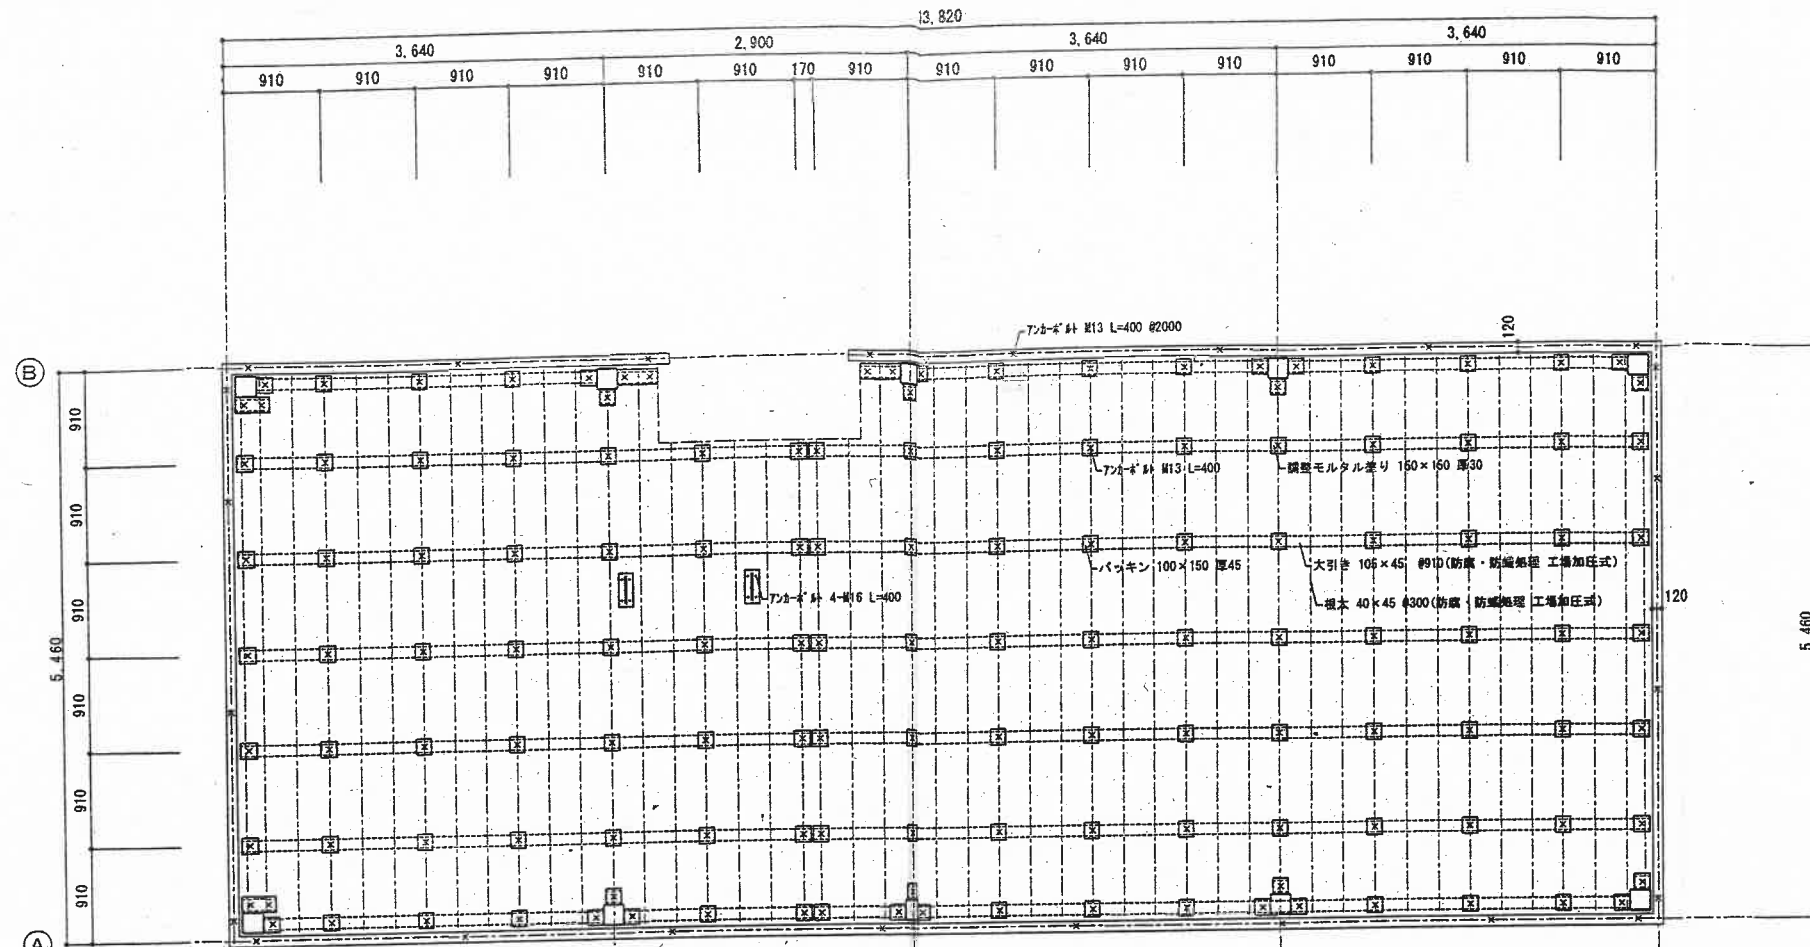 13,820
3,640 2,900 3,640 3,640
910 910 910 910 910 910 170 910 910 910 910 910 910 910 910 910
アンカーボルト M13 L=400 @2000
120
B
910
アンカーボルト M13 L=400
調整モルタル塗り 150×150 厚30
910
パッキン 100×150 厚45
大引き 105×45 @910(防腐・防蟻処理 工場加圧式)
アンカーボルト 4-M16 L=400
根太 40×45 @300(防腐・防蟻処理 工場加圧式)
120
910
5,460
5,460
910
910
910
A